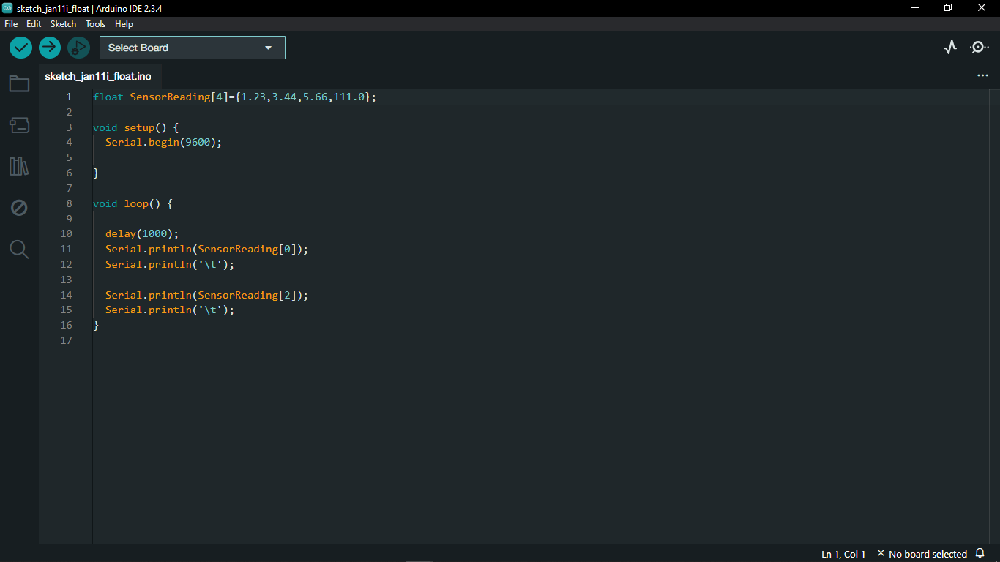 sketch_jan11i_float | Arduino IDE 2.3.4
File Edit Sketch Tools Help
Select Board
sketch_jan11i_float.ino
1 float SensorReading[4]={1.23,3.44,5.66,111.0};
2
3 void setup() {
4 Serial.begin(9600);
5
6 }
7
8 void loop() {
9
10 delay(1000);
11 Serial.println(SensorReading[0]);
12 Serial.println('\t');
13
14 Serial.println(SensorReading[2]);
15 Serial.println('\t');
16 }
17
Ln 1, Col 1 × No board selected